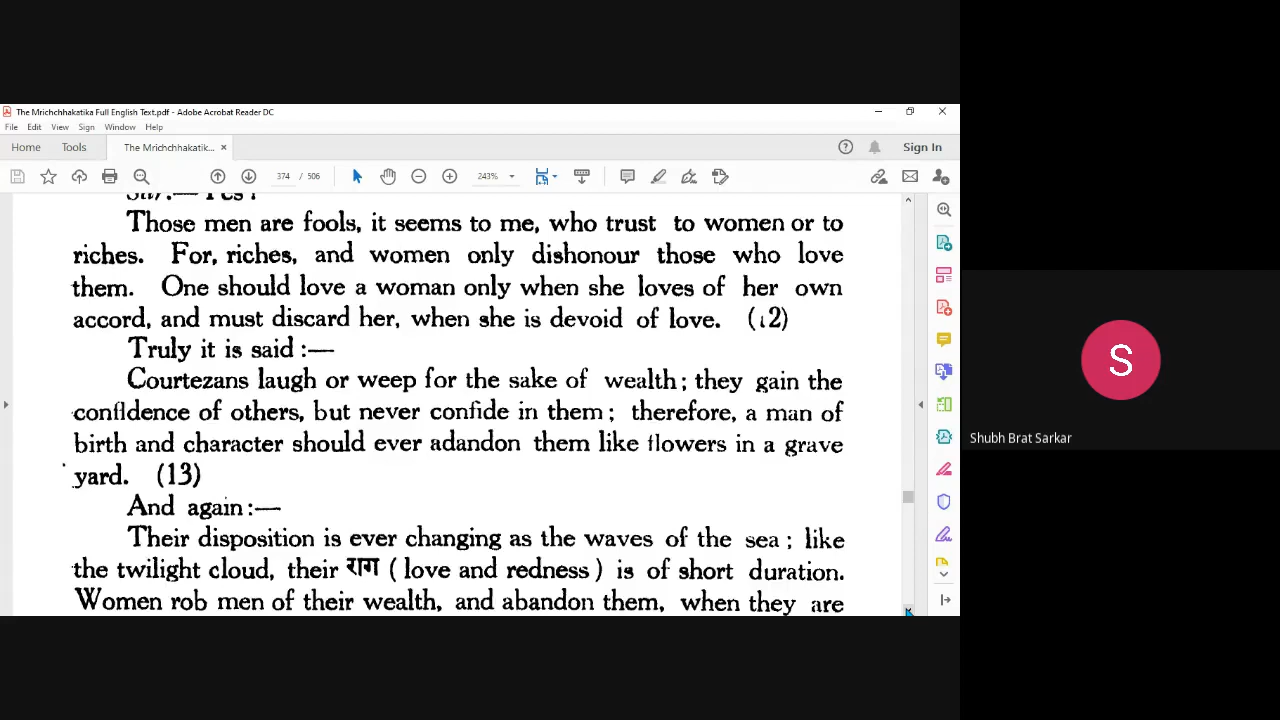 The Mrichchhakatika Full English Text.pdf - Adobe Acrobat Reader DC
File Edit View Sign Window Help
Home Tools The Mrichchhakatik... × Sign In
374 / 506 243%
Those men are fools, it seems to me, who trust to women or to
riches. For, riches, and women only dishonour those who love
them. One should love a woman only when she loves of her own
accord, and must discard her, when she is devoid of love. (12)
Truly it is said :—
Courtezans laugh or weep for the sake of wealth; they gain the
confidence of others, but never confide in them ; therefore, a man of
birth and character should ever adandon them like flowers in a grave
yard. (13)
And again:—
Their disposition is ever changing as the waves of the sea ; like
the twilight cloud, their राग ( love and redness ) is of short duration.
Women rob men of their wealth, and abandon them, when they are
S
Shubh Brat Sarkar